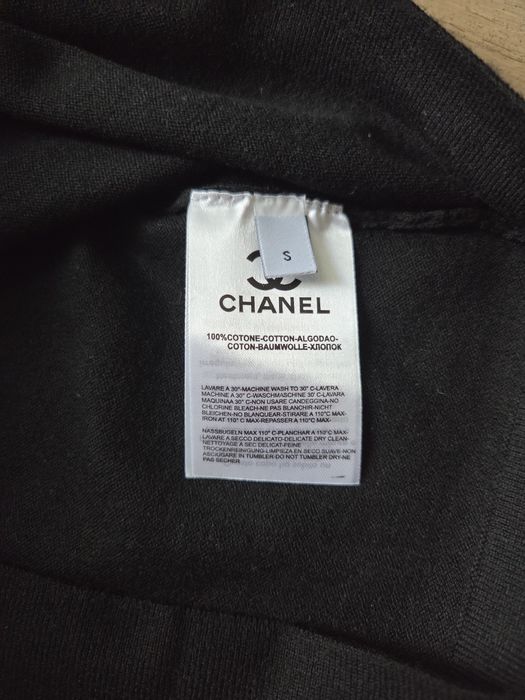 S
CHANEL
100%COTONE-COTTON-ALGODAO-
COTON-BAUMWOLLE-ХЛОПОК
LAVARE A 30°-MACHINE WASH TO 30° C-LAVERA
MACHINE A 30° C-WASCHMASCHINE 30 C-LAVARA
MAQUINAA 30° C-NON USARE CANDEGGINA-NO
CHLORINE BLEACH-NE PAS BLANCHIR-NICHT
BLEICHEN-NO BLANQUEAR-STIRARE A 110°C MAX-
IRON AT 110° C MAX-REPASSER A 110°C MAX-
NASSBUGELN MAX 110° C-PLANCHAR A 110°C MAX-
LAVARE A SECCO DELICATO-DELICATE DRY CLEAN-
NETTOYAGE A SEC DELICAT-FEINE
TROCKENREINIGUNG-LIMPIEZA EN SECO SUAVE-NON
ASCIUGARE IN TUMBLER-DO NOT TUMBLER DRY-NE
PAS SECHER